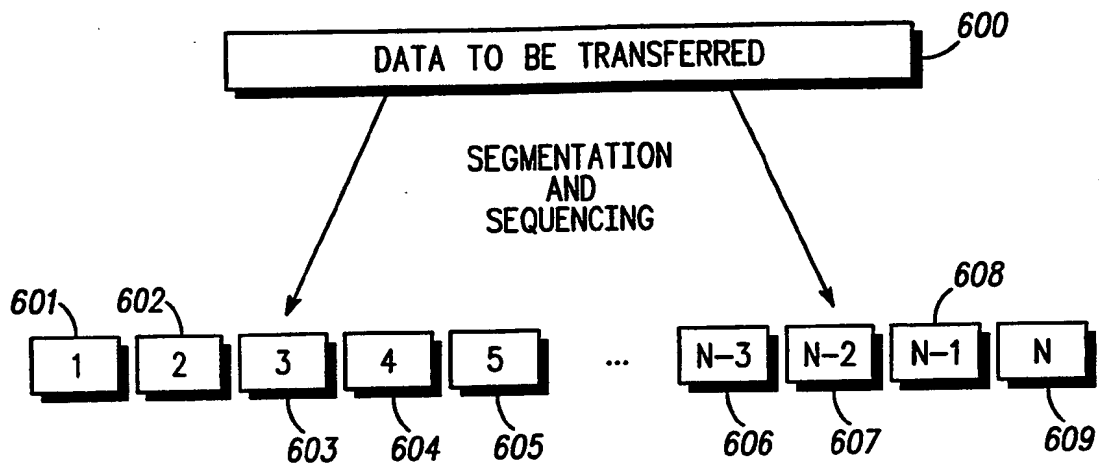 600
DATA TO BE TRANSFERRED
SEGMENTATION
AND
SEQUENCING
601 602 608
1 2 3 4 5 ... N-3 N-2 N-1 N
603 604 605 606 607 609